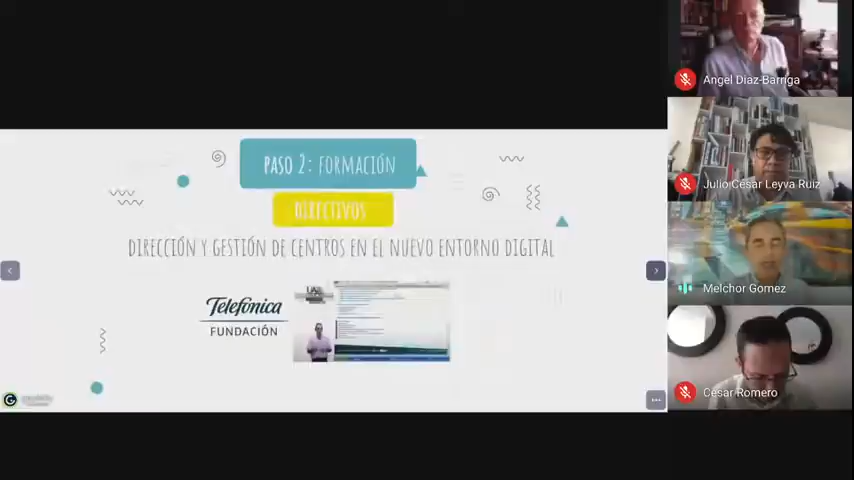 PASO 2: FORMACIÓN
DIRECTIVOS
DIRECCIÓN Y GESTIÓN DE CENTROS EN EL NUEVO ENTORNO DIGITAL
Telefónica
FUNDACIÓN
Angel Diaz-Barriga
Julio César Leyva Ruiz
Melchor Gomez
César Romero